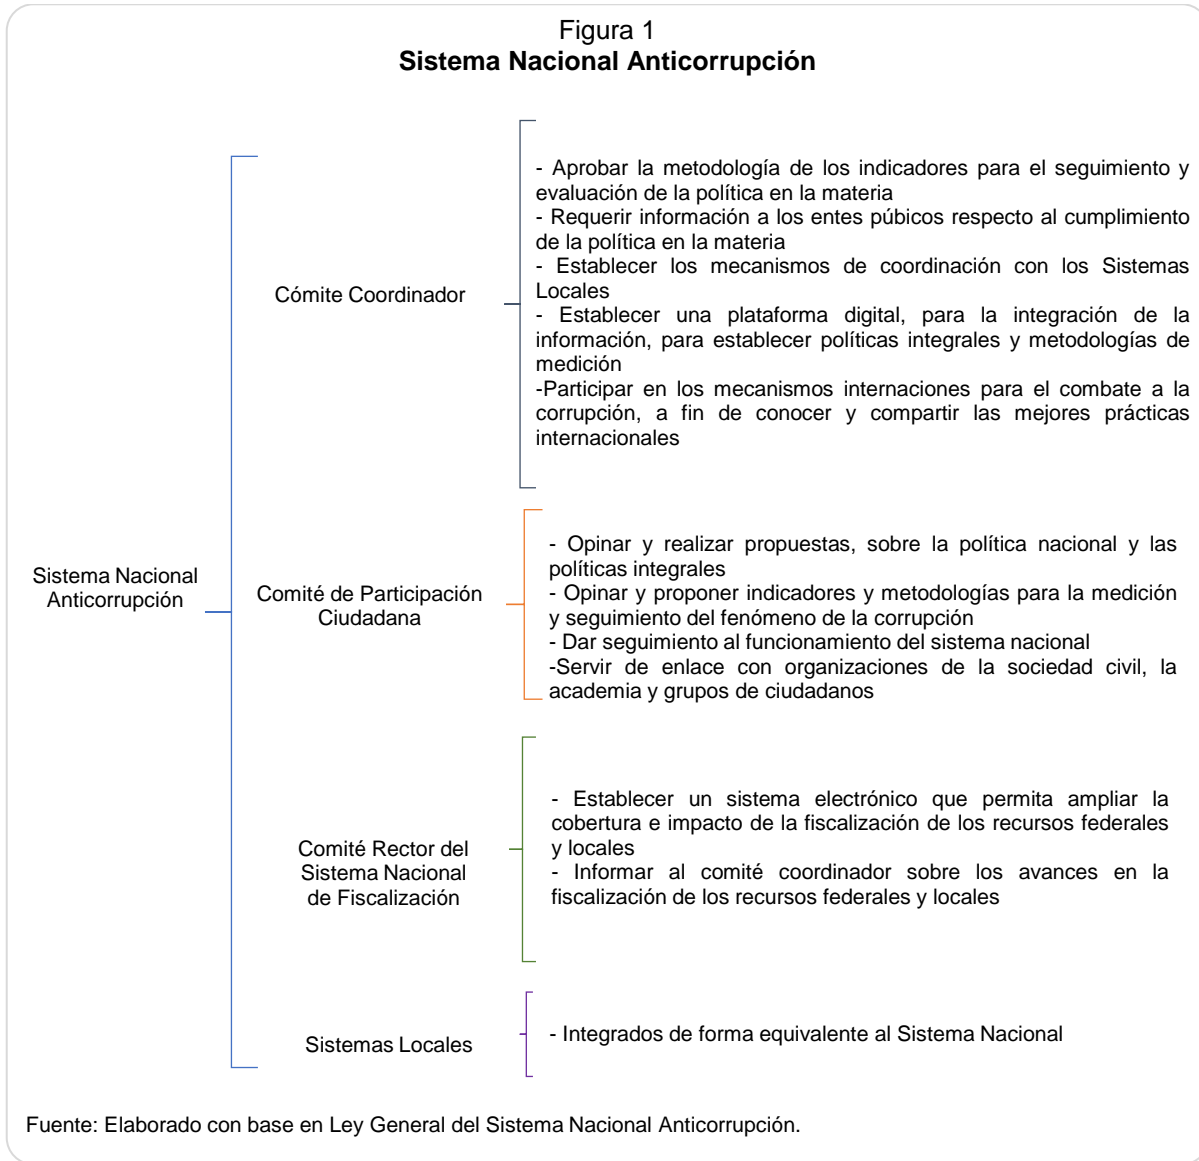 Figura 1
Sistema Nacional Anticorrupción
Sistema Nacional
Anticorrupción
Cómite Coordinador
- Aprobar la metodología de los indicadores para el seguimiento y
evaluación de la política en la materia
- Requerir información a los entes púbicos respecto al cumplimiento
de la política en la materia
- Establecer los mecanismos de coordinación con los Sistemas
Locales
- Establecer una plataforma digital, para la integración de la
información, para establecer políticas integrales y metodologías de
medición
-Participar en los mecanismos internaciones para el combate a la
corrupción, a fin de conocer y compartir las mejores prácticas
internacionales
Comité de Participación
Ciudadana
- Opinar y realizar propuestas, sobre la política nacional y las
políticas integrales
- Opinar y proponer indicadores y metodologías para la medición
y seguimiento del fenómeno de la corrupción
- Dar seguimiento al funcionamiento del sistema nacional
-Servir de enlace con organizaciones de la sociedad civil, la
academia y grupos de ciudadanos
Comité Rector del
Sistema Nacional
de Fiscalización
- Establecer un sistema electrónico que permita ampliar la
cobertura e impacto de la fiscalización de los recursos federales
y locales
- Informar al comité coordinador sobre los avances en la
fiscalización de los recursos federales y locales
Sistemas Locales
- Integrados de forma equivalente al Sistema Nacional
Fuente: Elaborado con base en Ley General del Sistema Nacional Anticorrupción.